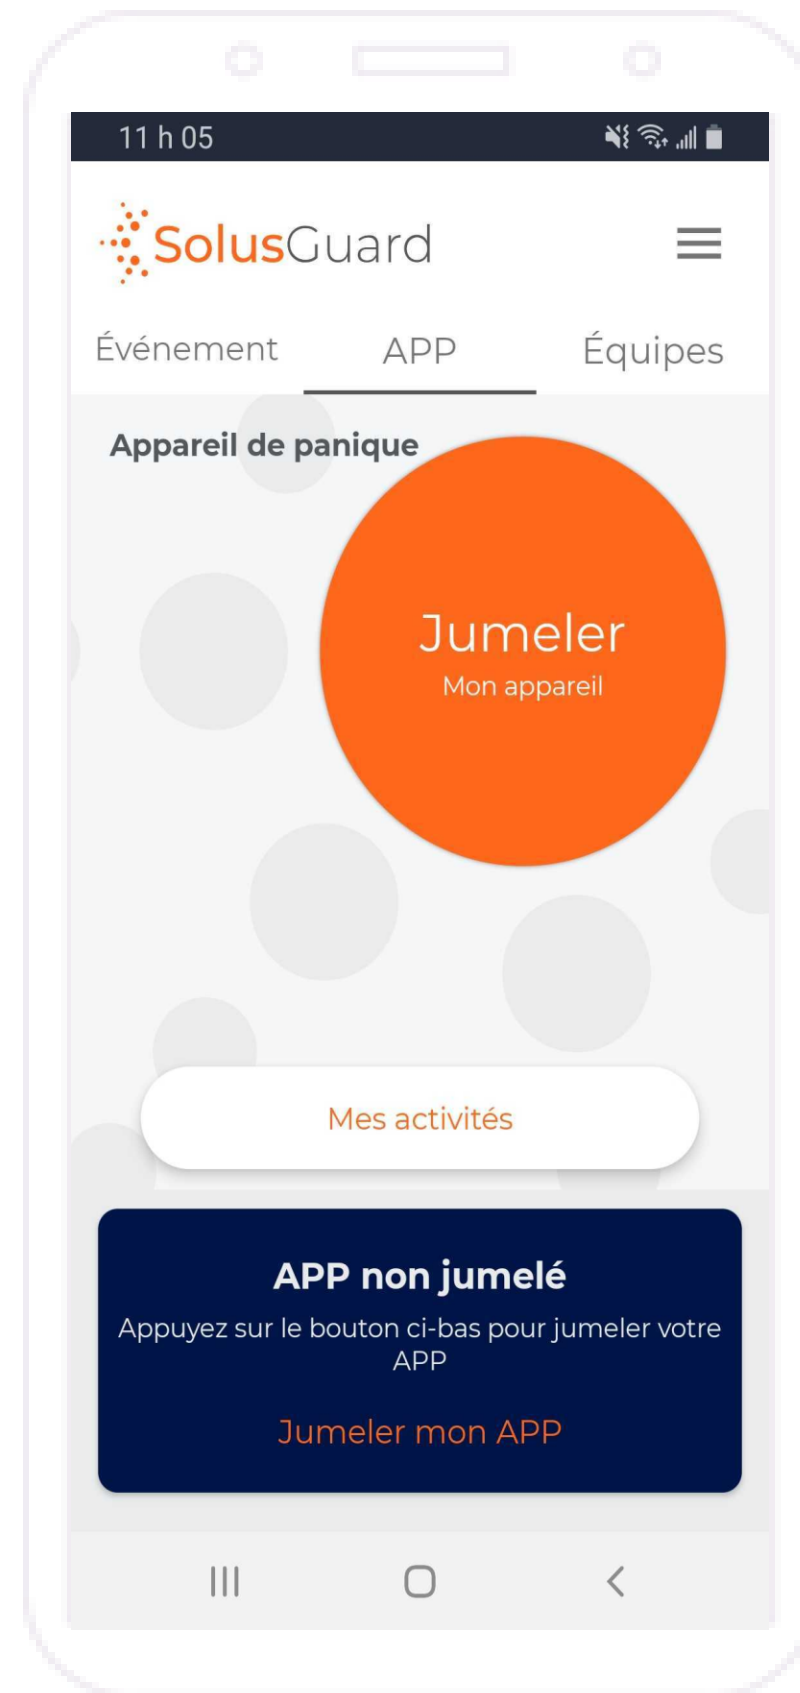 11 h 05
SolusGuard
Événement APP Équipes
Appareil de panique
Jumeler
Mon appareil
Mes activités
APP non jumelé
Appuyez sur le bouton ci-bas pour jumeler votre
APP
Jumeler mon APP